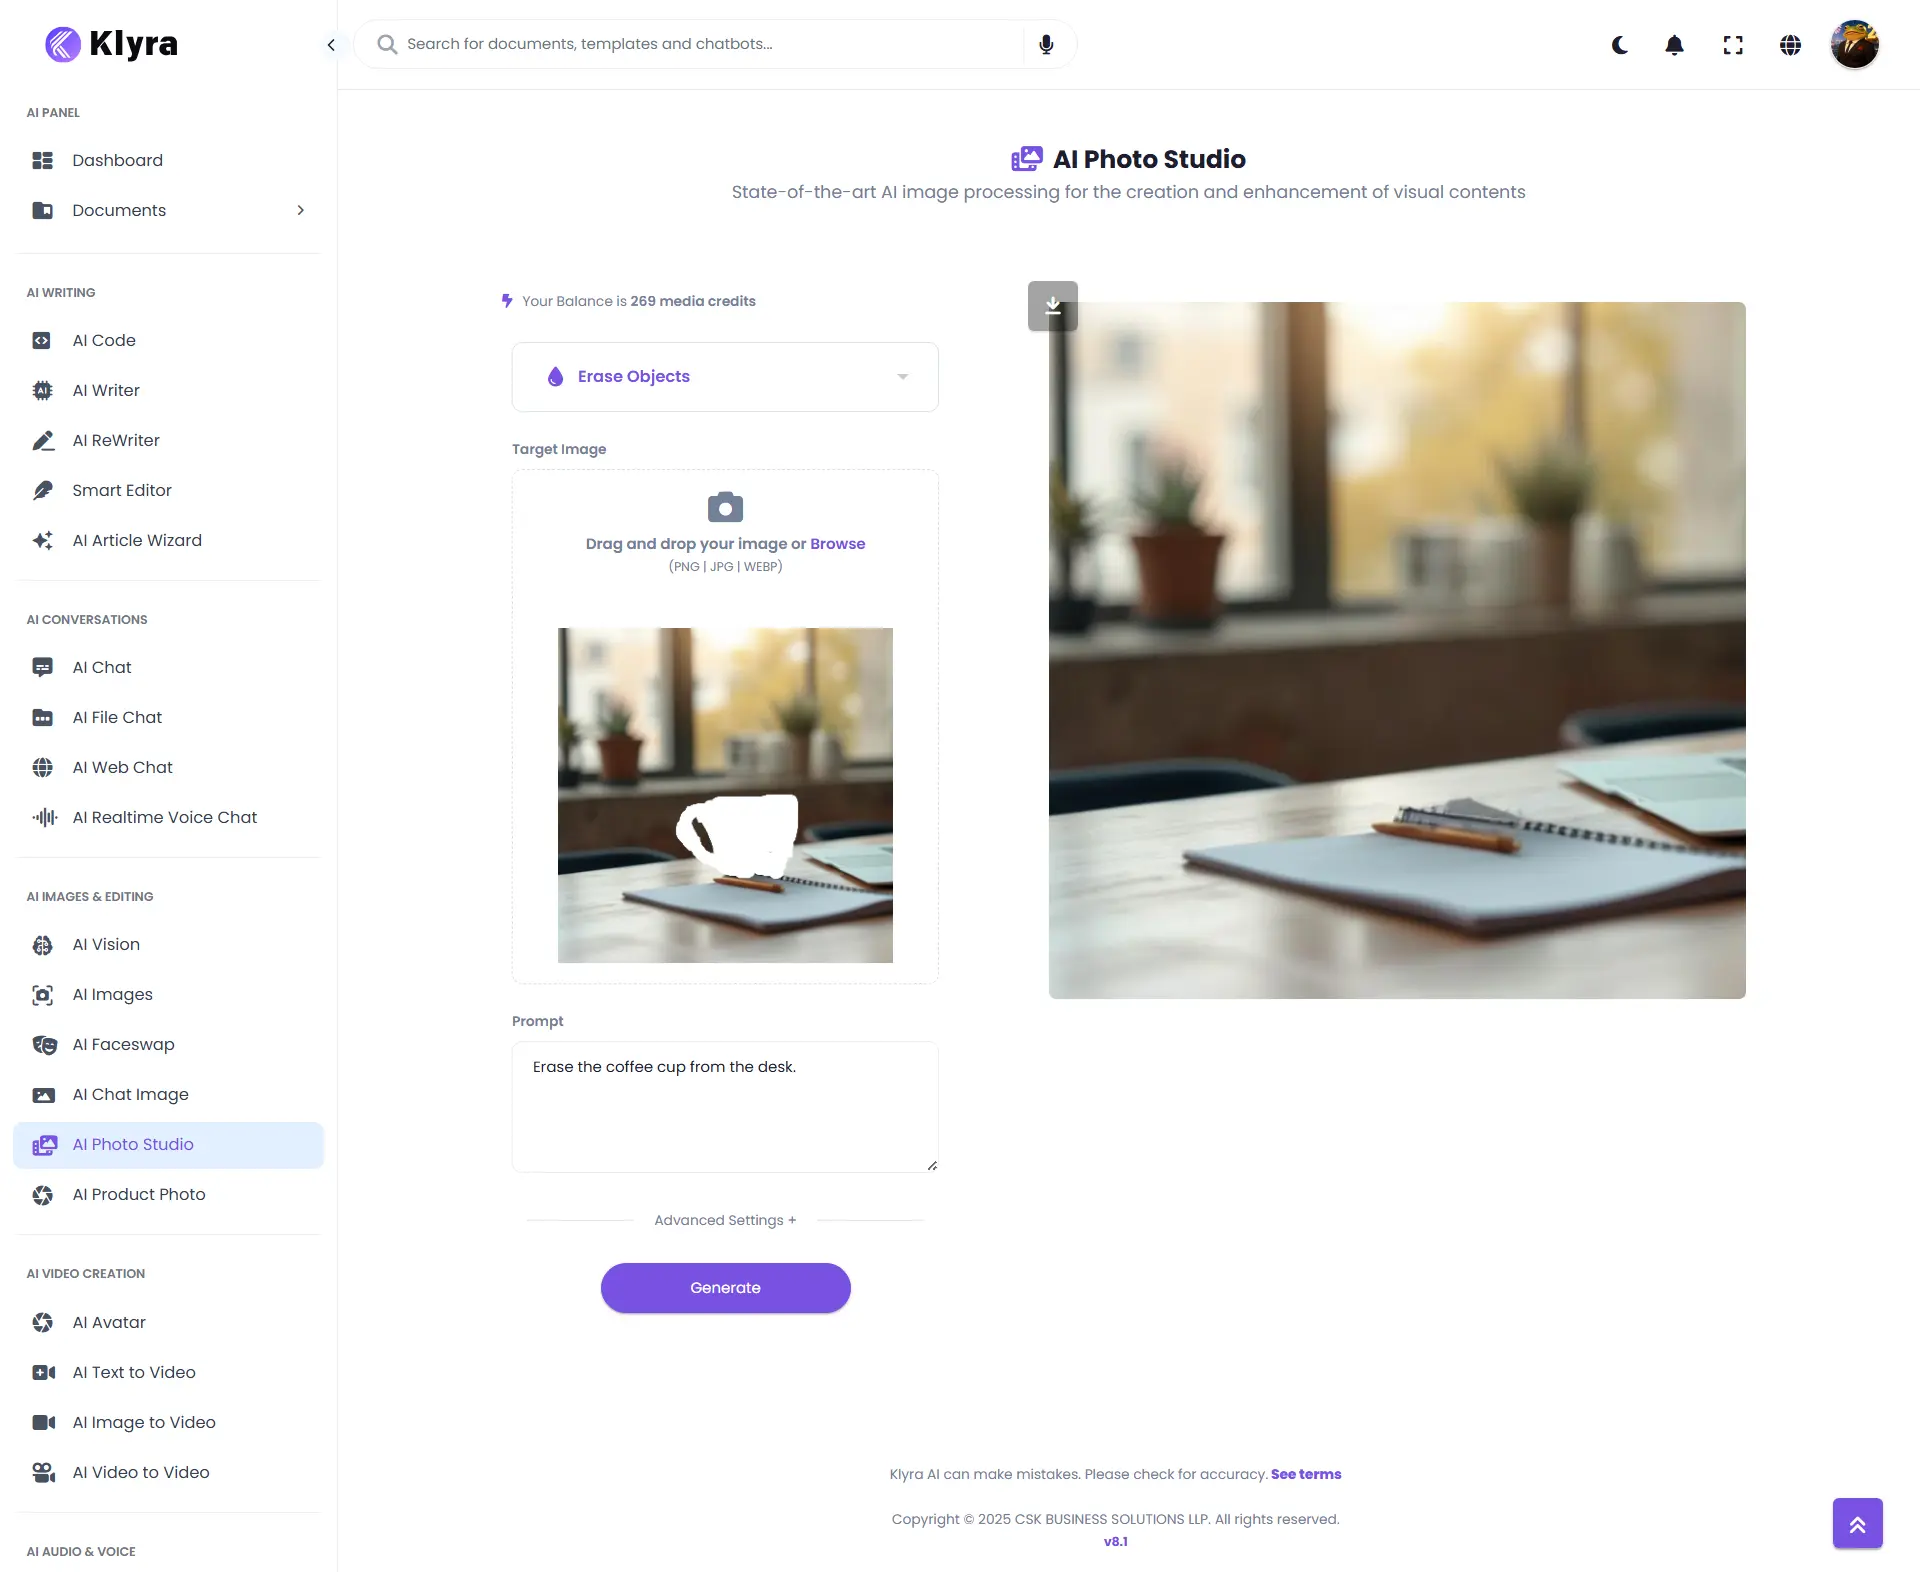 Klyra
Search for documents, templates and chatbots...
AI PANEL
Dashboard
Documents
AI WRITING
AI Code
AI Writer
AI ReWriter
Smart Editor
AI Article Wizard
AI CONVERSATIONS
AI Chat
AI File Chat
AI Web Chat
AI Realtime Voice Chat
AI IMAGES & EDITING
AI Vision
AI Images
AI Faceswap
AI Chat Image
AI Photo Studio
AI Product Photo
AI VIDEO CREATION
AI Avatar
AI Text to Video
AI Image to Video
AI Video to Video
AI AUDIO & VOICE
AI Photo Studio
State-of-the-art AI image processing for the creation and enhancement of visual contents
Your Balance is 269 media credits
Erase Objects
Target Image
Drag and drop your image or Browse
(PNG | JPG | WEBP)
Prompt
Erase the coffee cup from the desk.
Advanced Settings +
Generate
Klyra AI can make mistakes. Please check for accuracy. See terms
Copyright © 2025 CSK BUSINESS SOLUTIONS LLP. All rights reserved.
v8.1